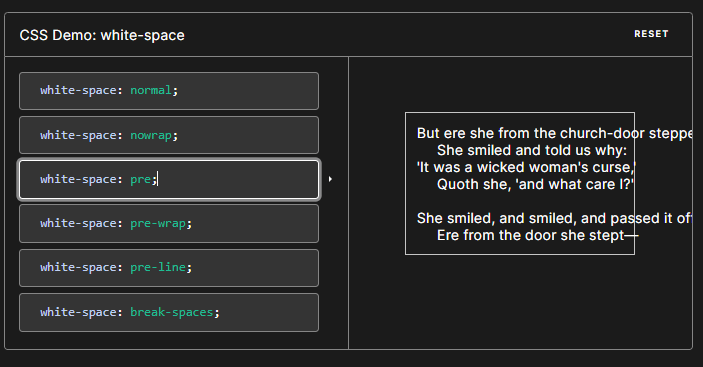 CSS Demo: white-space
RESET
white-space: normal;
white-space: nowrap;
white-space: pre;
white-space: pre-wrap;
white-space: pre-line;
white-space: break-spaces;
But ere she from the church-door steppe
She smiled and told us why:
'It was a wicked woman's curse,'
Quoth she, 'and what care I?'
She smiled, and smiled, and passed it of
Ere from the door she stept—